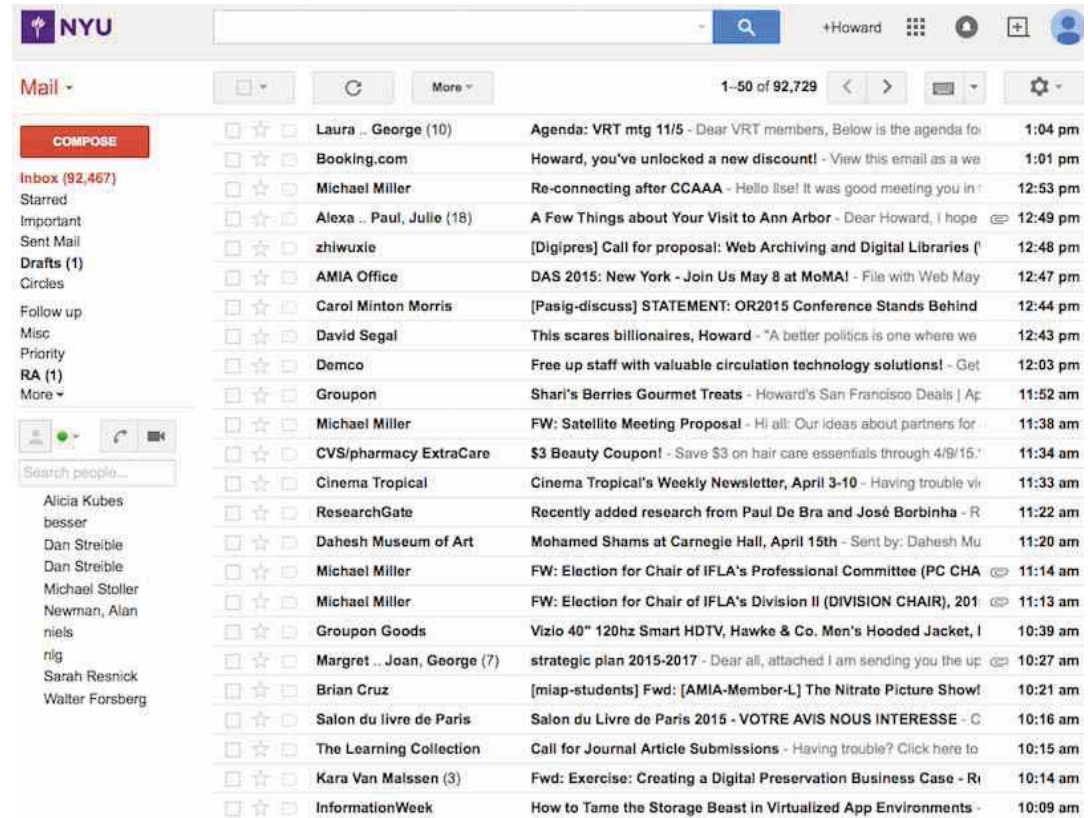 NYU
+Howard
Mail
More
1–50 of 92,729
COMPOSE
Inbox (92,467)
Starred
Important
Sent Mail
Drafts (1)
Circles
Follow up
Misc
Priority
RA (1)
More
Search people...
Alicia Kubes
besser
Dan Streible
Dan Streible
Michael Stoller
Newman, Alan
niels
nlg
Sarah Resnick
Walter Forsberg
Laura .. George (10) Agenda: VRT mtg 11/5 - Dear VRT members, Below is the agenda fo 1:04 pm
Booking.com Howard, you've unlocked a new discount! - View this email as a we 1:01 pm
Michael Miller Re-connecting after CCAAA - Hello Ilse! It was good meeting you in 12:53 pm
Alexa .. Paul, Julie (18) A Few Things about Your Visit to Ann Arbor - Dear Howard, I hope 12:49 pm
zhiwuxie [Digipres] Call for proposal: Web Archiving and Digital Libraries (' 12:48 pm
AMIA Office DAS 2015: New York - Join Us May 8 at MoMA! - File with Web May 12:47 pm
Carol Minton Morris [Pasig-discuss] STATEMENT: OR2015 Conference Stands Behind 12:44 pm
David Segal This scares billionaires, Howard - "A better politics is one where we 12:43 pm
Demco Free up staff with valuable circulation technology solutions! - Get 12:03 pm
Groupon Shari's Berries Gourmet Treats - Howard's San Francisco Deals | Ap 11:52 am
Michael Miller FW: Satellite Meeting Proposal - Hi all: Our ideas about partners for 11:38 am
CVS/pharmacy ExtraCare $3 Beauty Coupon! - Save $3 on hair care essentials through 4/9/15.* 11:34 am
Cinema Tropical Cinema Tropical's Weekly Newsletter, April 3-10 - Having trouble vi 11:33 am
ResearchGate Recently added research from Paul De Bra and José Borbinha - R 11:22 am
Dahesh Museum of Art Mohamed Shams at Carnegie Hall, April 15th - Sent by: Dahesh Mu 11:20 am
Michael Miller FW: Election for Chair of IFLA's Professional Committee (PC CHA 11:14 am
Michael Miller FW: Election for Chair of IFLA's Division II (DIVISION CHAIR), 201 11:13 am
Groupon Goods Vizio 40" 120hz Smart HDTV, Hawke & Co. Men's Hooded Jacket, 10:39 am
Margret .. Joan, George (7) strategic plan 2015-2017 - Dear all, attached I am sending you the up 10:27 am
Brian Cruz [miap-students] Fwd: [AMIA-Member-L] The Nitrate Picture Show! 10:21 am
Salon du livre de Paris Salon du Livre de Paris 2015 - VOTRE AVIS NOUS INTERESSE - C 10:16 am
The Learning Collection Call for Journal Article Submissions - Having trouble? Click here to 10:15 am
Kara Van Malssen (3) Fwd: Exercise: Creating a Digital Preservation Business Case - R 10:14 am
InformationWeek How to Tame the Storage Beast in Virtualized App Environments - 10:09 am